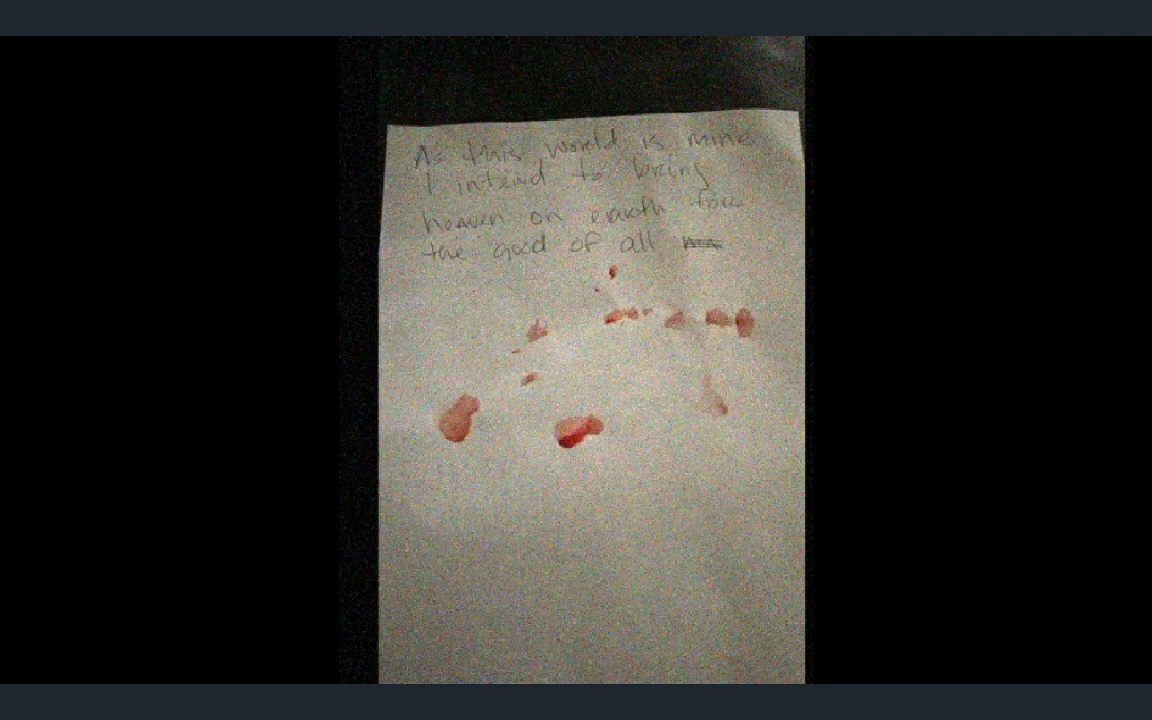 As this world is mine
I intend to bring
heaven on earth for
the good of all